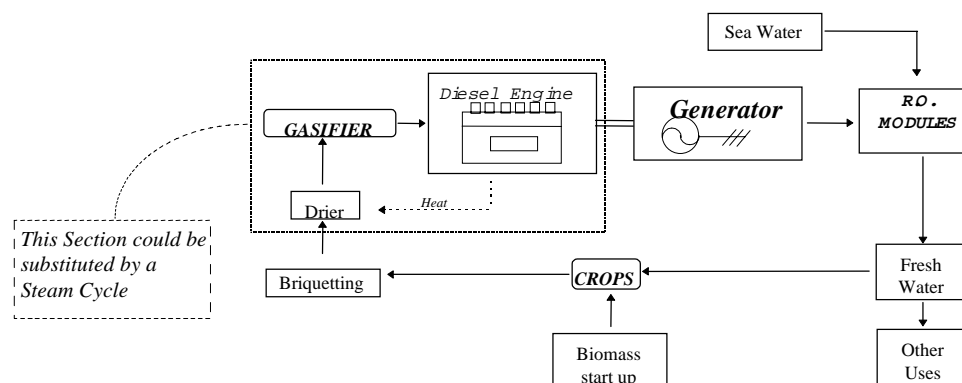 Sea Water
Diesel Engine
Generator
R.O.
MODULES
GASIFIER
Heat
Drier
This Section could be
substituted by a
Steam Cycle
Briquetting
CROPS
Fresh
Water
Biomass
start up
Other
Uses